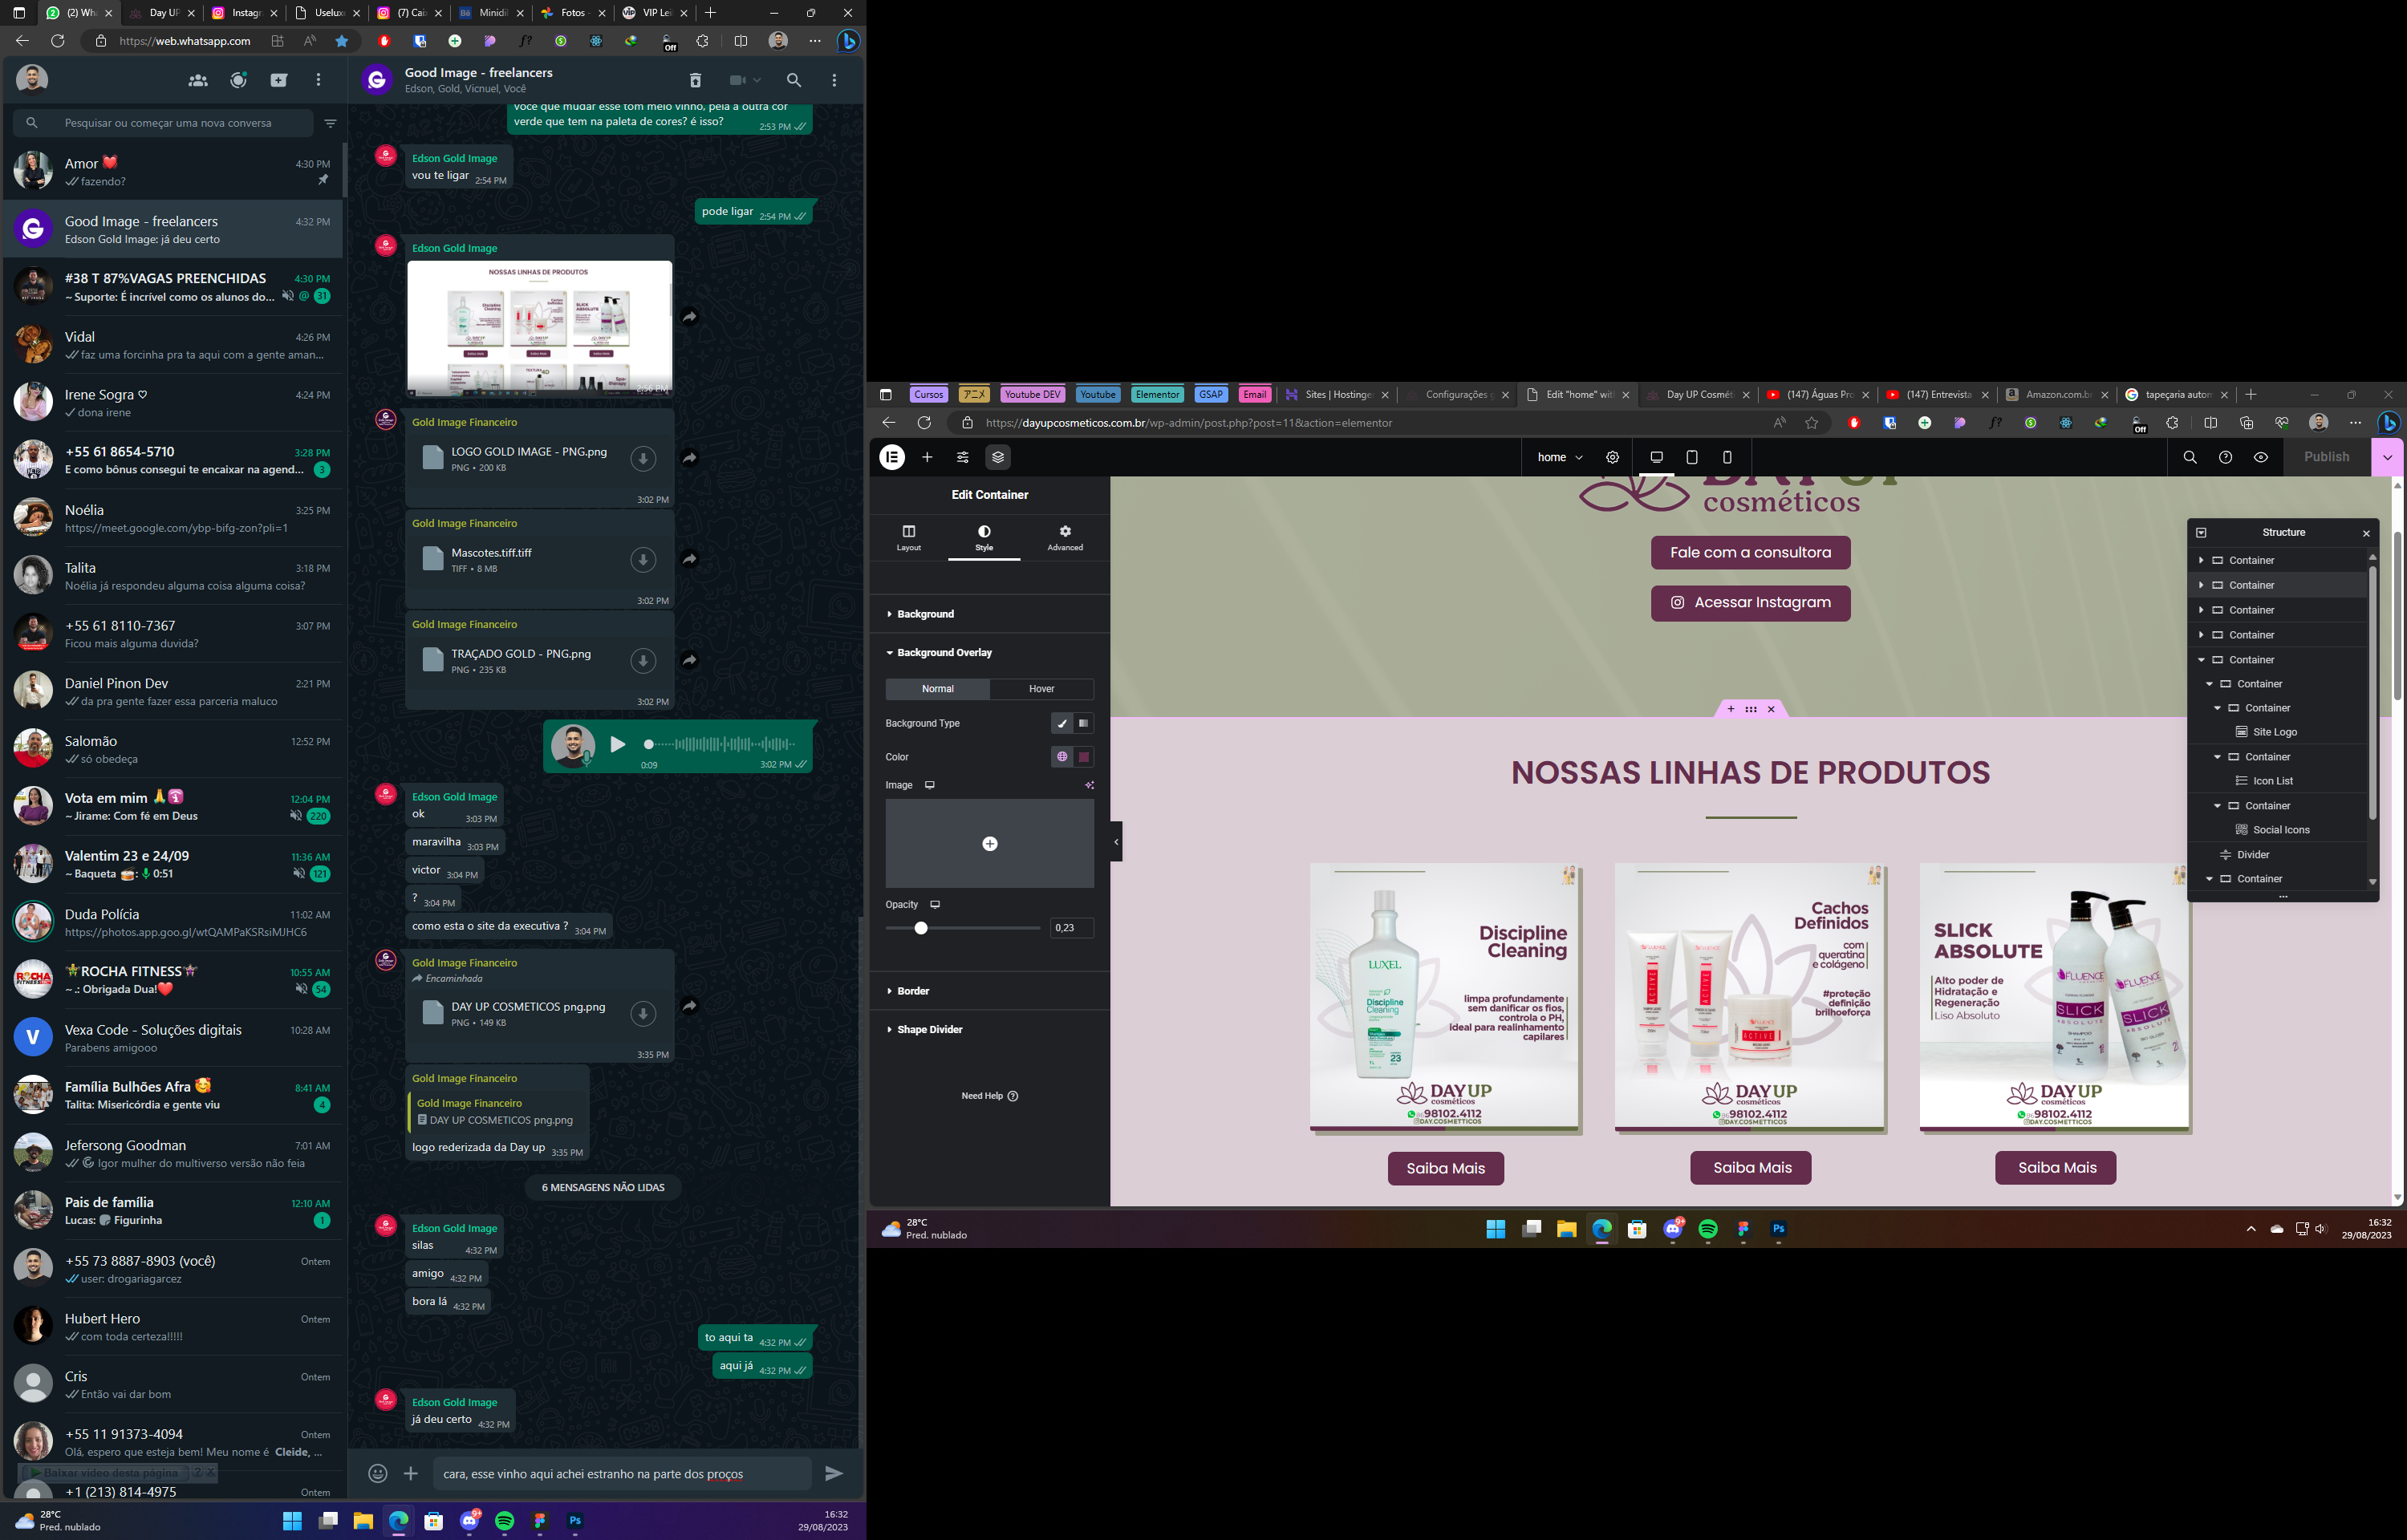 (2) Wha
Day UP
Instagr
Useluxe
(7) Cai
Minidi
Fotos -
VIP Lei
https://web.whatsapp.com
Off
Pesquisar ou começar uma nova conversa
Amor ❤️
4:30 PM
fazendo?
Good Image - freelancers
4:32 PM
Edson Gold Image: já deu certo
#38 T 87%VAGAS PREENCHIDAS
4:30 PM
~ Suporte: É incrível como os alunos do...
@ 31
Vidal
4:26 PM
faz uma forcinha pra ta aqui com a gente aman...
Irene Sogra ♡
4:24 PM
dona irene
+55 61 8654-5710
3:28 PM
E como bônus consegui te encaixar na agend...
3
Noélia
3:25 PM
https://meet.google.com/ybp-bifg-zon?pli=1
Talita
3:18 PM
Noélia já respondeu alguma coisa alguma coisa?
+55 61 8110-7367
3:07 PM
Ficou mais alguma duvida?
Daniel Pinon Dev
2:21 PM
da pra gente fazer essa parceria maluco
Salomão
12:52 PM
só obedeça
Vota em mim
12:04 PM
~ Jirame: Com fé em Deus
220
Valentim 23 e 24/09
11:36 AM
~ Baqueta 🥁: 0:51
121
Duda Polícia
11:02 AM
https://photos.app.goo.gl/wtQAMPaKSRsiMJHC6
ROCHA FITNESS
10:55 AM
~ .: Obrigada Dua!❤️
54
V
Vexa Code - Soluções digitais
10:28 AM
Parabens amigooo
Família Bulhões Afra 🥰
8:41 AM
Talita: Misericórdia e gente viu
4
Jefersong Goodman
7:01 AM
Igor mulher do multiverso versão não feia
Pais de família
12:10 AM
Lucas: Figurinha
1
+55 73 8887-8903 (você)
Ontem
user: drogariagarcez
Hubert Hero
Ontem
com toda certeza!!!!!
Cris
Ontem
Então vai dar bom
+55 11 91373-4094
Ontem
Olá, espero que esteja bem! Meu nome é Cleide, ...
Baixar vídeo desta página ? X
+1 (213) 814-4975
Ontem
Good Image - freelancers
Edson, Gold, Vicnuel, Você
você que mudar esse tom meio vinho, pela a outra cor
verde que tem na paleta de cores? é isso?
2:53 PM
Edson Gold Image
vou te ligar 2:54 PM
pode ligar 2:54 PM
Edson Gold Image
NOSSAS LINHAS DE PRODUTOS
2:56 PM
Gold Image Financeiro
LOGO GOLD IMAGE - PNG.png
PNG • 200 KB
3:02 PM
Gold Image Financeiro
Mascotes.tiff.tiff
TIFF • 8 MB
3:02 PM
Gold Image Financeiro
TRAÇADO GOLD - PNG.png
PNG • 235 KB
3:02 PM
0:09
3:02 PM
Edson Gold Image
ok 3:03 PM
maravilha 3:03 PM
victor 3:04 PM
? 3:04 PM
como esta o site da executiva ? 3:04 PM
Gold Image Financeiro
Encaminhada
DAY UP COSMETICOS png.png
PNG • 149 KB
3:35 PM
Gold Image Financeiro
Gold Image Financeiro
DAY UP COSMETICOS png.png
logo rederizada da Day up 3:35 PM
6 MENSAGENS NÃO LIDAS
Edson Gold Image
silas 4:32 PM
amigo 4:32 PM
bora lá 4:32 PM
to aqui ta 4:32 PM
aqui já 4:32 PM
Edson Gold Image
já deu certo 4:32 PM
cara, esse vinho aqui achei estranho na parte dos proços
28°C
Pred. nublado
9+
Ps
16:32
29/08/2023
Cursos
アニメ
Youtube DEV
Youtube
Elementor
GSAP
Email
Sites | Hostinge
Configurações g
Edit "home" wit
Day UP Cosméti
(147) Águas Pro
(147) Entrevista
Amazon.com.br
tapeçaria auton
https://dayupcosmeticos.com.br/wp-admin/post.php?post=11&action=elementor
Off
home
Publish
Edit Container
Layout
Style
Advanced
Background
Background Overlay
Normal
Hover
Background Type
Color
Image
Opacity
0,23
Border
Shape Divider
Need Help
DAY UP
cosméticos
Fale com a consultora
Acessar Instagram
NOSSAS LINHAS DE PRODUTOS
Discipline
Cleaning
limpa profundamente
sem danificar os fios,
controla o PH,
ideal para realinhamento
capilares
LUXEL
Discipline
Cleaning
23
DAY UP
cosméticos
98102.4112
@DAY.COSMETTICOS
Saiba Mais
Cachos
Definidos
com
queratina
e colágeno
#proteção
definição
brilhoeforça
ACTIVE
ACTIVE
ACTIVE
DAY UP
cosméticos
98102.4112
@DAY.COSMETTICOS
Saiba Mais
SLICK
ABSOLUTE
Alto poder de
Hidratação e
Regeneração
Liso Absoluto
FLUENCE
SLICK
ABSOLUTE
FLUENCE
SLICK
ABSOLUTE
DAY UP
cosméticos
98102.4112
@DAY.COSMETTICOS
Saiba Mais
Structure
Container
Container
Container
Container
Container
Container
Container
Site Logo
Container
Icon List
Container
Social Icons
Divider
Container
28°C
Pred. nublado
9+
Ps
16:32
29/08/2023